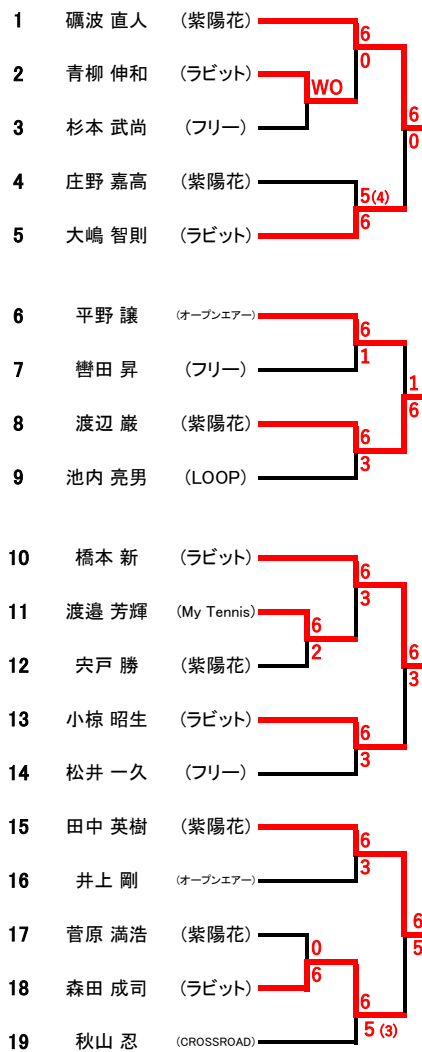 1 礪波 直人 (紫陽花)
6
0
2 青柳 伸和 (ラビット)
WO
6
0
3 杉本 武尚 (フリー)
4 庄野 嘉高 (紫陽花)
5(4)
6
5 大嶋 智則 (ラビット)
6 平野 譲 (オープンエアー)
6
1
7 轡田 昇 (フリー)
1
6
8 渡辺 巌 (紫陽花)
6
3
9 池内 亮男 (LOOP)
10 橋本 新 (ラビット)
6
3
11 渡邉 芳輝 (My Tennis)
6
2
12 宍戸 勝 (紫陽花)
6
3
13 小椋 昭生 (ラビット)
6
3
14 松井 一久 (フリー)
15 田中 英樹 (紫陽花)
6
3
16 井上 剛 (オープンエアー)
6
5
17 菅原 満浩 (紫陽花)
0
6
18 森田 成司 (ラビット)
6
5 (3)
19 秋山 忍 (CROSSROAD)